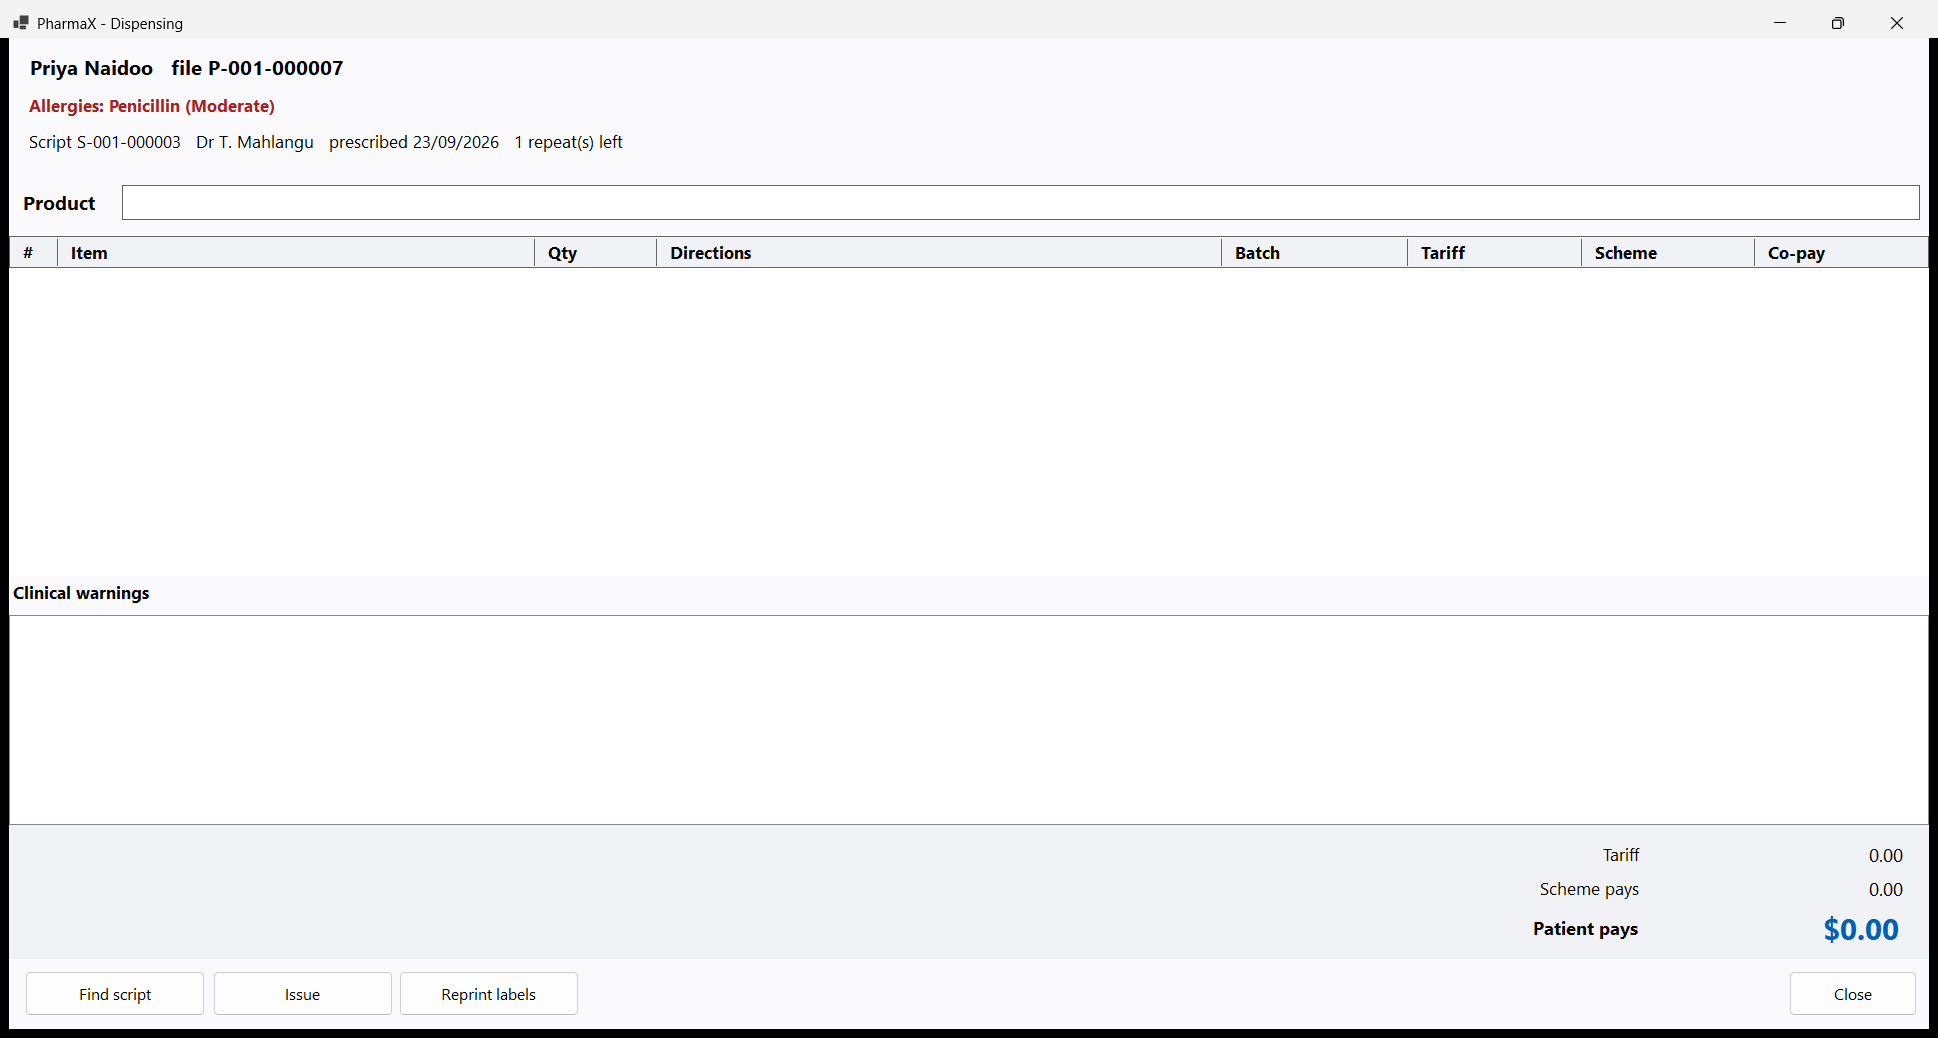 PharmaX - Dispensing
Priya Naidoo file P-001-000007
Allergies: Penicillin (Moderate)
Script S-001-000003 Dr T. Mahlangu prescribed 23/09/2026 1 repeat(s) left
Product
# Item Qty Directions Batch Tariff Scheme Co-pay
Clinical warnings
Tariff 0.00
Scheme pays 0.00
Patient pays $0.00
Find script Issue Reprint labels Close